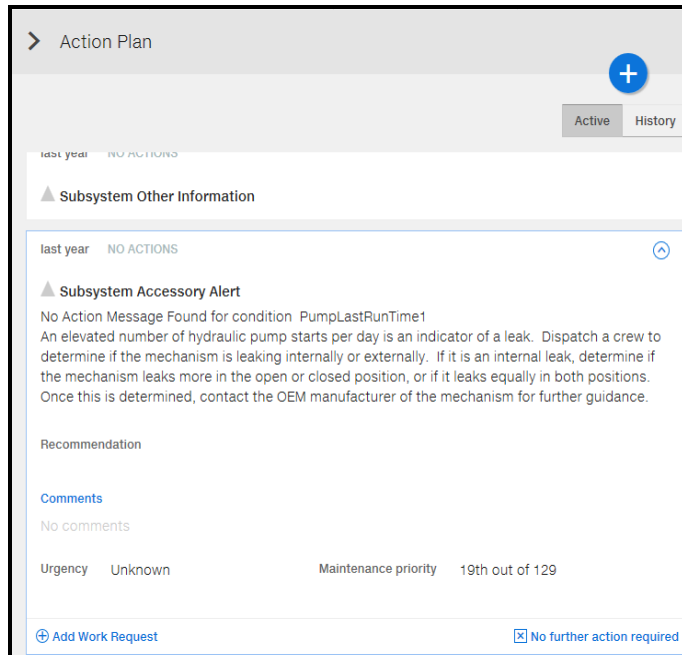 Action Plan
Active History
last year NO ACTIONS
Subsystem Other Information
last year NO ACTIONS
Subsystem Accessory Alert
No Action Message Found for condition PumpLastRunTime1
An elevated number of hydraulic pump starts per day is an indicator of a leak. Dispatch a crew to
determine if the mechanism is leaking internally or externally. If it is an internal leak, determine if
the mechanism leaks more in the open or closed position, or if it leaks equally in both positions.
Once this is determined, contact the OEM manufacturer of the mechanism for further guidance.
Recommendation
Comments
No comments
Urgency Unknown Maintenance priority 19th out of 129
Add Work Request No further action required